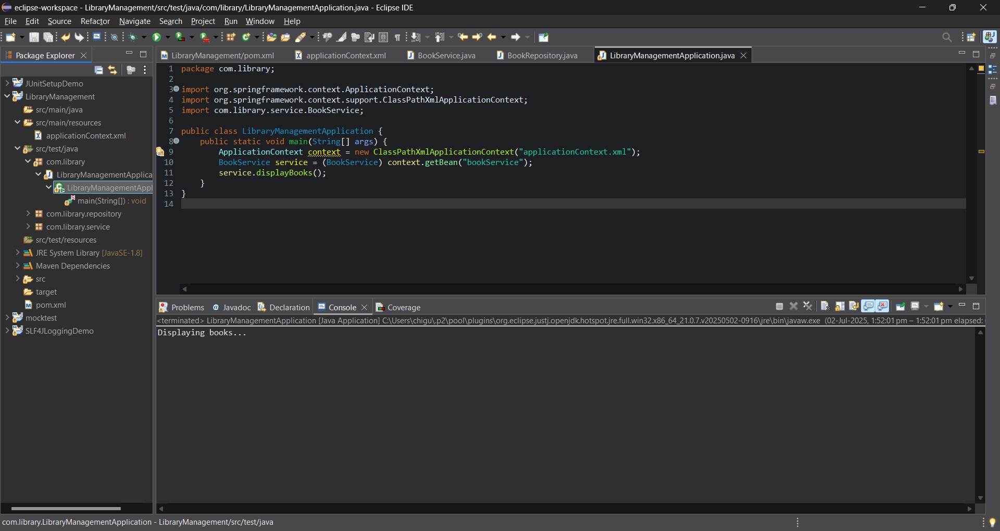 eclipse-workspace - LibraryManagement/src/test/java/com/library/LibraryManagementApplication.java - Eclipse IDE
File Edit Source Refactor Navigate Search Project Run Window Help
Package Explorer
LibraryManagement/pom.xml applicationContext.xml BookService.java BookRepository.java LibraryManagementApplication.java
JUnitSetupDemo
LibraryManagement
src/main/java
src/main/resources
applicationContext.xml
src/test/java
com.library
LibraryManagementApplica
LibraryManagementAppl
main(String[]) : void
com.library.repository
com.library.service
src/test/resources
JRE System Library [JavaSE-1.8]
Maven Dependencies
src
target
pom.xml
mocktest
SLF4JLoggingDemo
1 package com.library;
2
3 import org.springframework.context.ApplicationContext;
4 import org.springframework.context.support.ClassPathXmlApplicationContext;
5 import com.library.service.BookService;
6
7 public class LibraryManagementApplication {
8 public static void main(String[] args) {
9 ApplicationContext context = new ClassPathXmlApplicationContext("applicationContext.xml");
10 BookService service = (BookService) context.getBean("bookService");
11 service.displayBooks();
12 }
13 }
14
Problems Javadoc Declaration Console Coverage
<terminated> LibraryManagementApplication [Java Application] C:\Users\chigu\.p2\pool\plugins\org.eclipse.justj.openjdk.hotspot.jre.full.win32.x86_64_21.0.7.v20250502-0916\jre\bin\javaw.exe (02-Jul-2025, 1:52:01 pm – 1:52:01 pm elapsed:
Displaying books...
com.library.LibraryManagementApplication - LibraryManagement/src/test/java